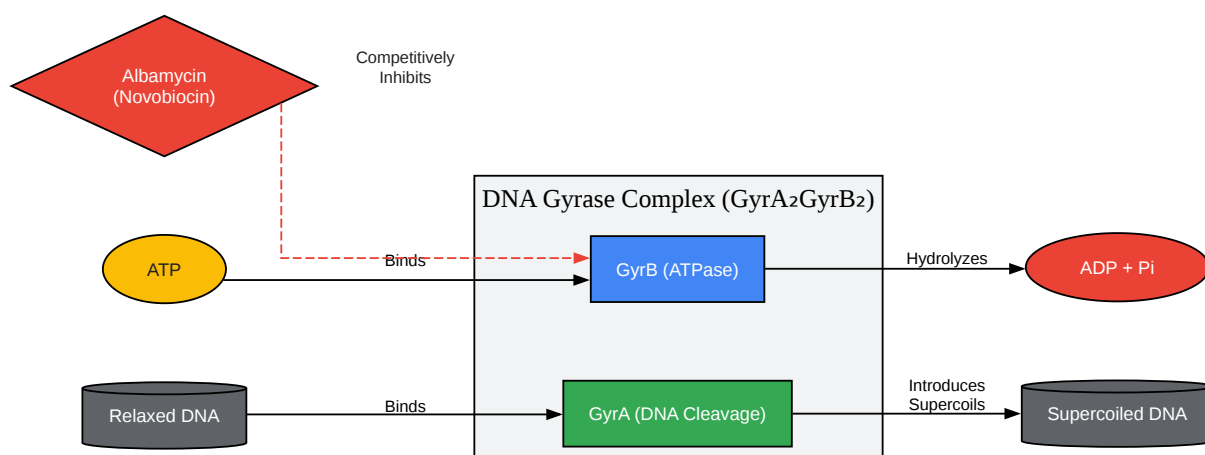 Albamycin
(Novobiocin)
Competitively
Inhibits
DNA Gyrase Complex (GyrA₂GyrB₂)
ATP
Binds
GyrB (ATPase)
Hydrolyzes
ADP + Pi
Relaxed DNA
Binds
GyrA (DNA Cleavage)
Introduces
Supercoils
Supercoiled DNA